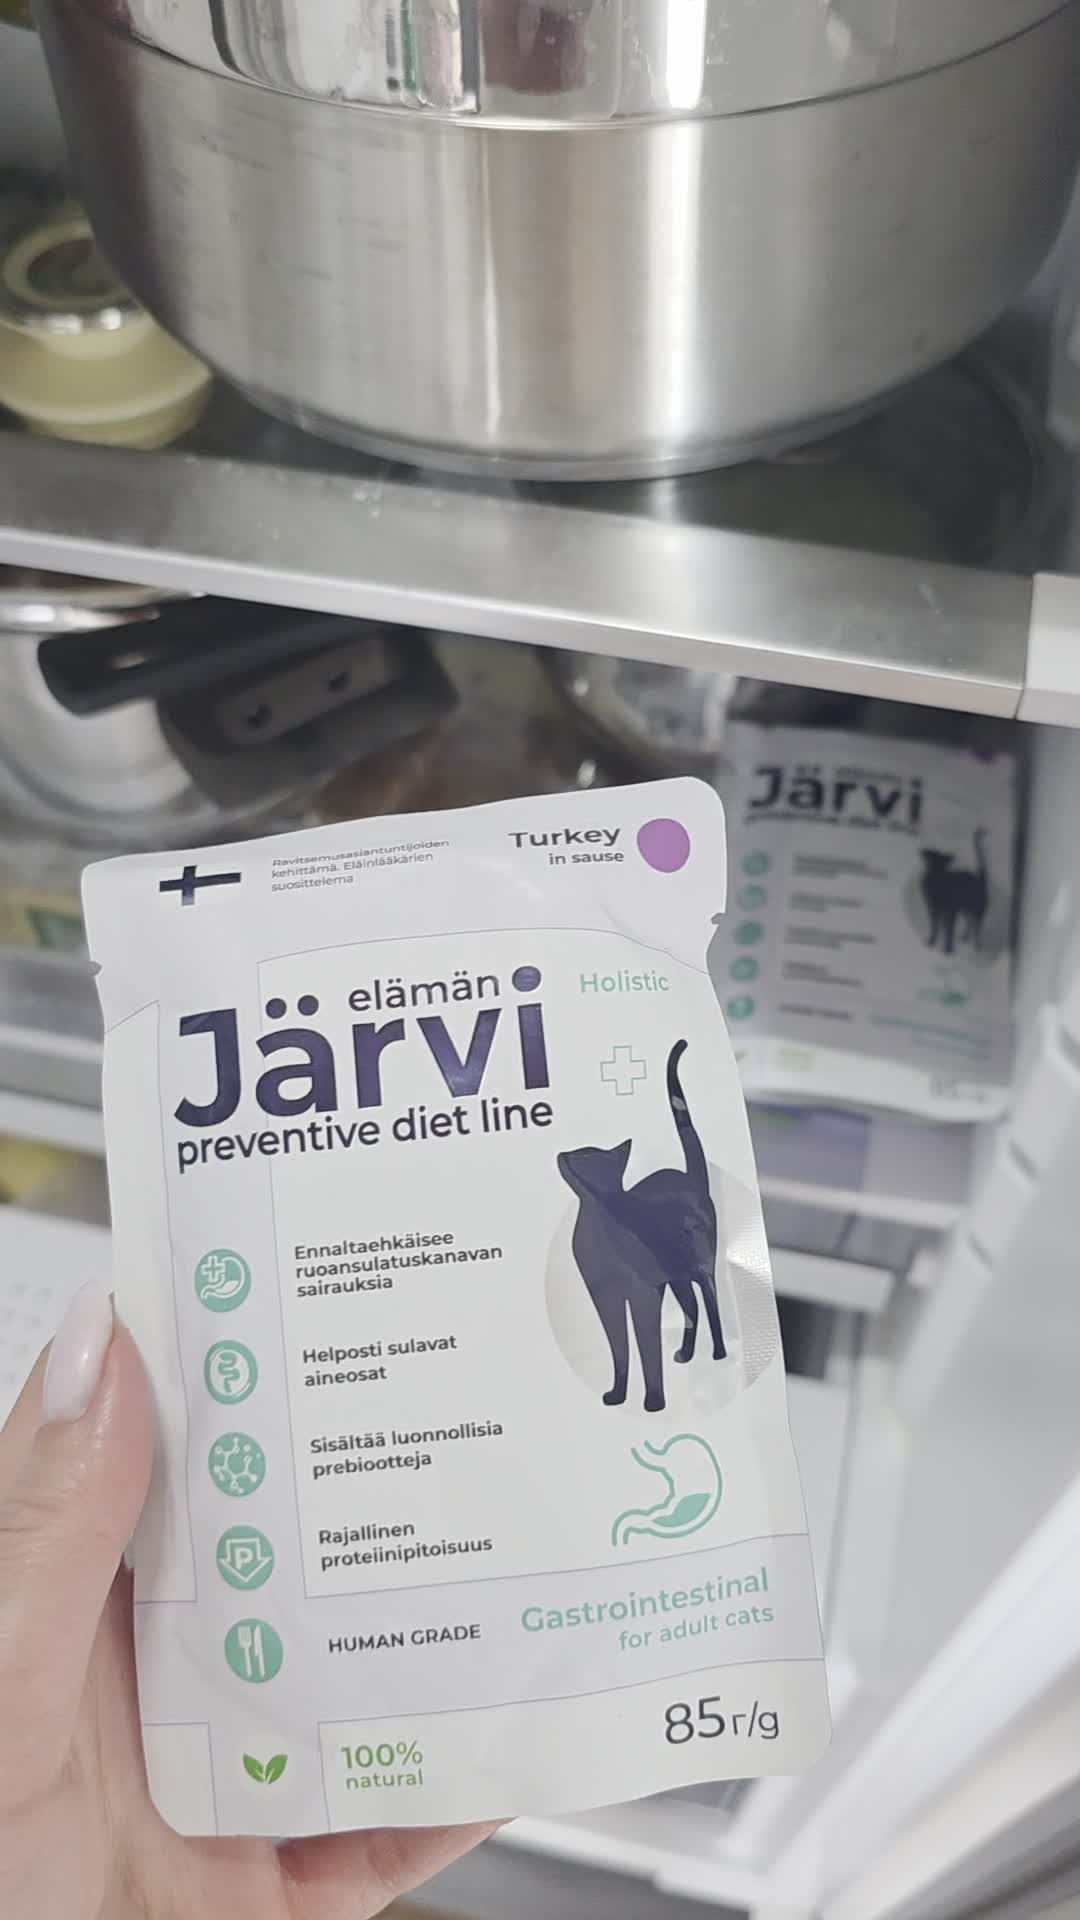 Järvi
Ravitsemusasiantuntijoiden
kehittämä. Eläinlääkärien
suosittelema
Turkey
in sause
elämän
Järvi
preventive diet line
Holistic
Ennaltaehkäisee
ruoansulatuskanavan
sairauksia
Helposti sulavat
aineosat
Sisältää luonnollisia
prebiootteja
Rajallinen
proteiinipitoisuus
HUMAN GRADE
Gastrointestinal
for adult cats
100%
natural
85г/g